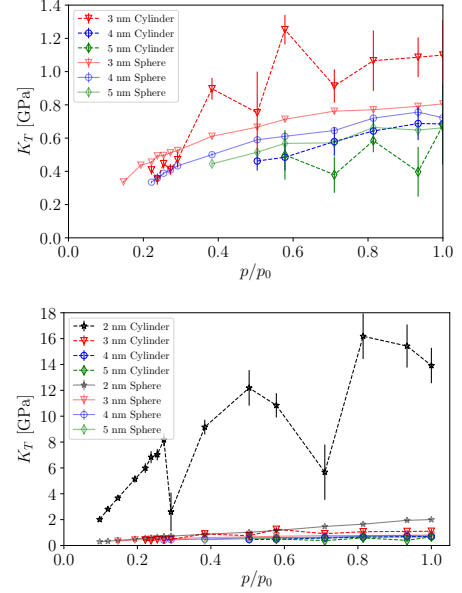 1.4
1.2
1.0
0.8
0.6
0.4
0.2
0.0
K_T [GPa]
3 nm Cylinder
4 nm Cylinder
5 nm Cylinder
3 nm Sphere
4 nm Sphere
5 nm Sphere
0.0 0.2 0.4 0.6 0.8 1.0
p/p_0
18
16
14
12
10
8
6
4
2
0
K_T [GPa]
2 nm Cylinder
3 nm Cylinder
4 nm Cylinder
5 nm Cylinder
2 nm Sphere
3 nm Sphere
4 nm Sphere
5 nm Sphere
0.0 0.2 0.4 0.6 0.8 1.0
p/p_0